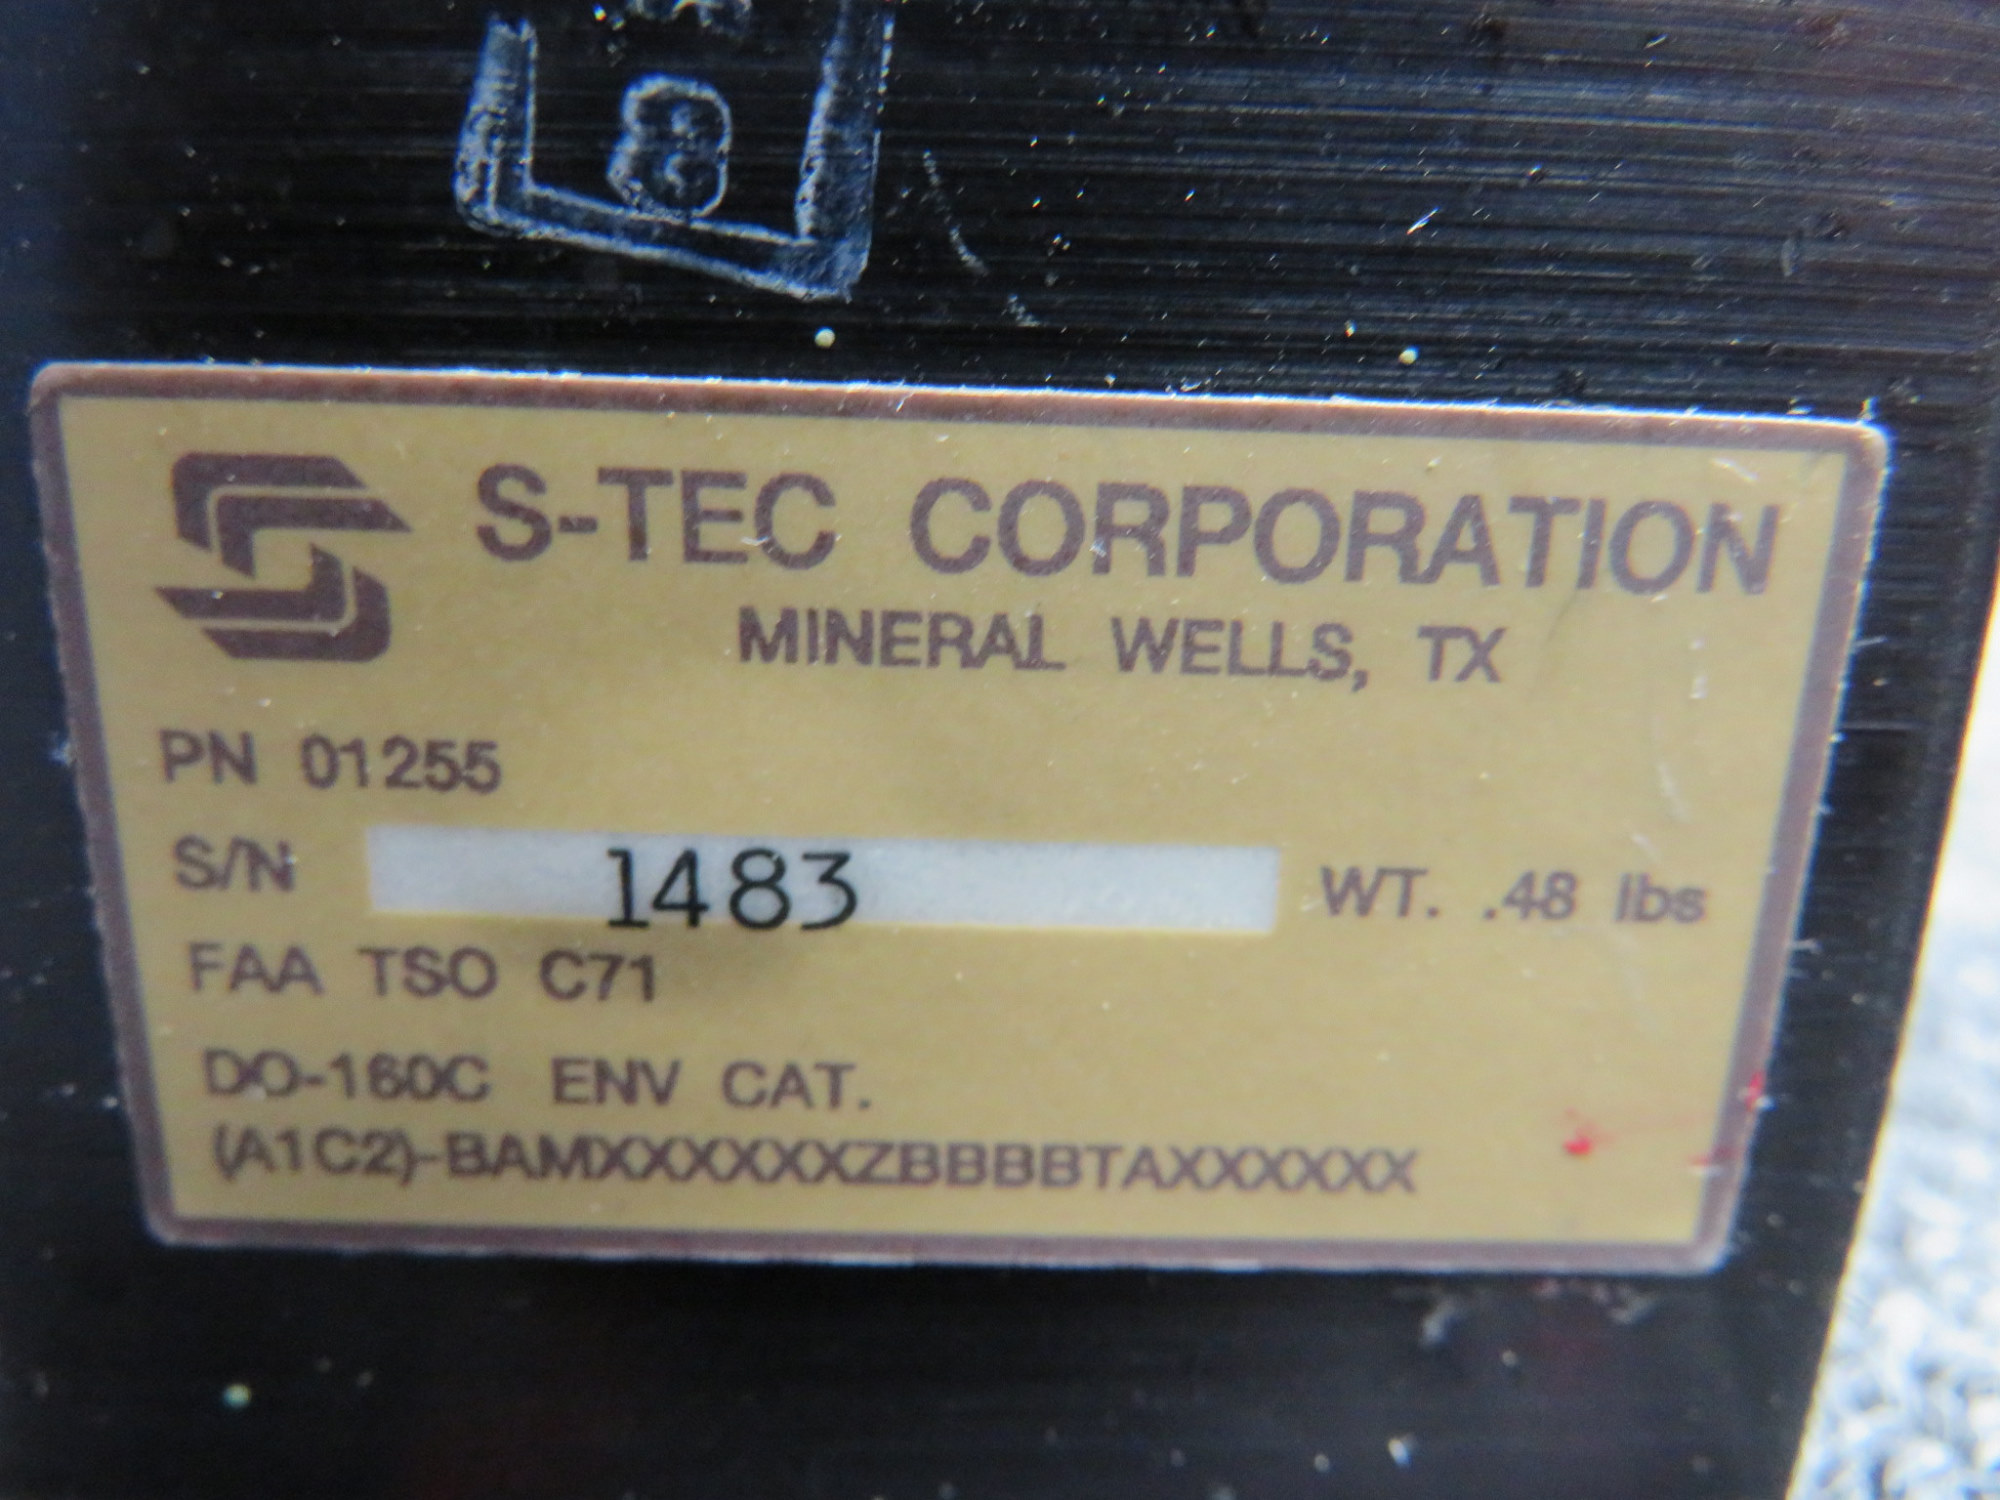 8
S-TEC CORPORATION
MINERAL WELLS, TX
PN 01255
S/N 1483 WT. .48 lbs
FAA TSO C71
DO-160C ENV CAT.
(A1C2)-BAMXXXXXXZBBBBTAXXXXXX